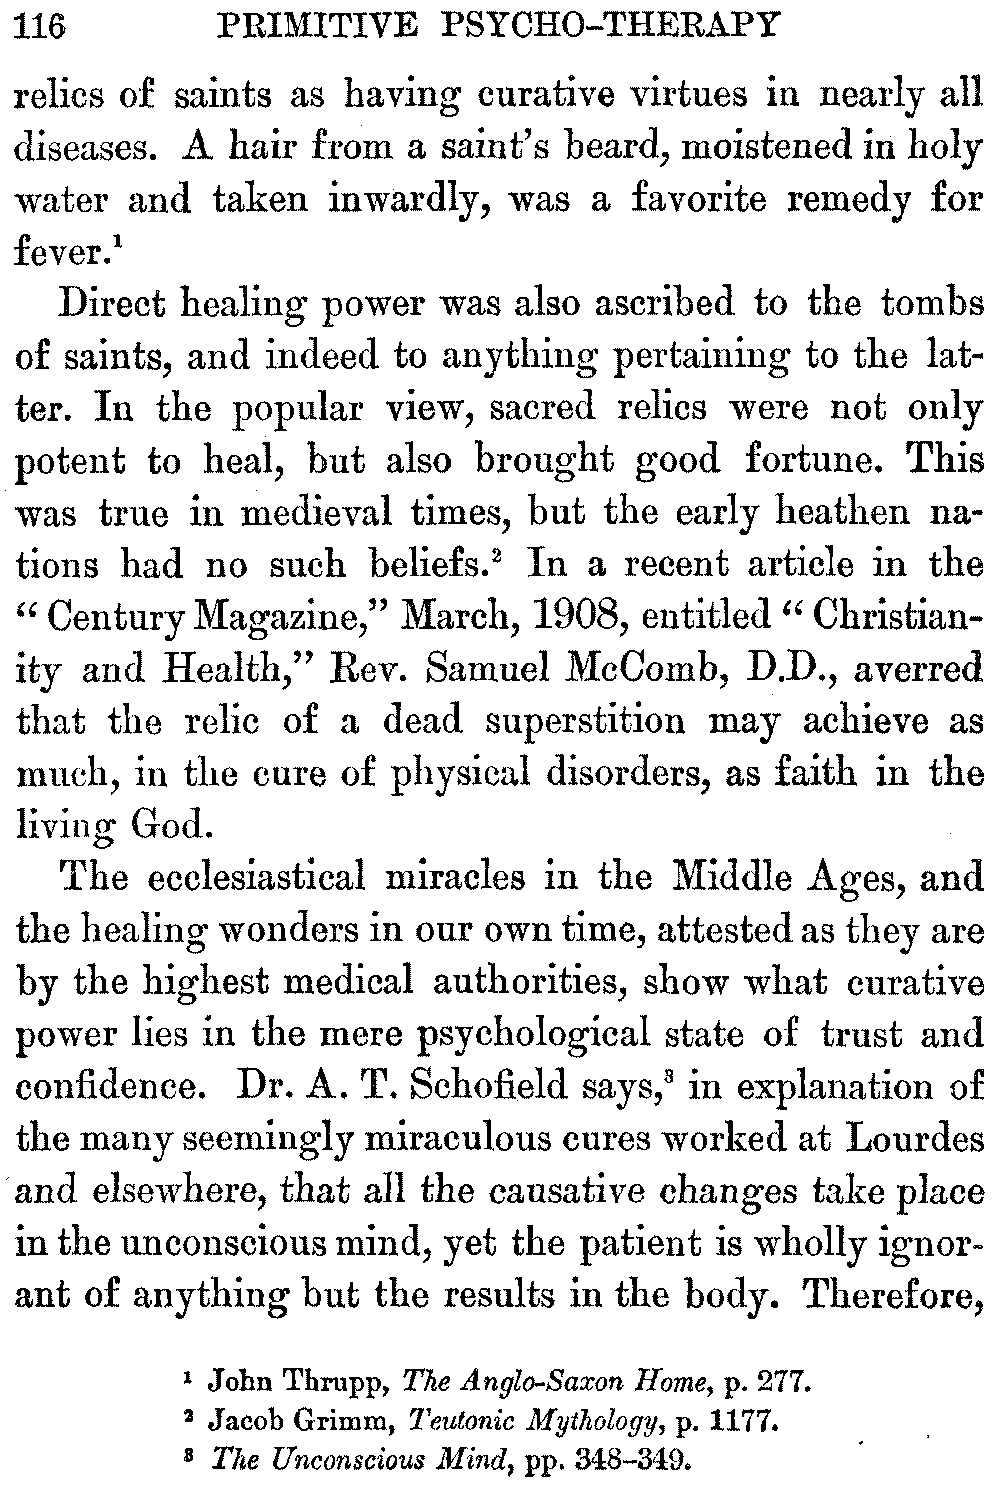 116 PRIMITIVE PSYCHO-THERAPY
relics of saints as having curative virtues in nearly all
diseases. A hair from a saint's beard, moistened in holy
water and taken inwardly, was a favorite remedy for
fever.¹
Direct healing power was also ascribed to the tombs
of saints, and indeed to anything pertaining to the lat-
ter. In the popular view, sacred relics were not only
potent to heal, but also brought good fortune. This
was true in medieval times, but the early heathen na-
tions had no such beliefs.² In a recent article in the
“Century Magazine,” March, 1908, entitled “Christian-
ity and Health,” Rev. Samuel McComb, D.D., averred
that the relic of a dead superstition may achieve as
much, in the cure of physical disorders, as faith in the
living God.
The ecclesiastical miracles in the Middle Ages, and
the healing wonders in our own time, attested as they are
by the highest medical authorities, show what curative
power lies in the mere psychological state of trust and
confidence. Dr. A. T. Schofield says,³ in explanation of
the many seemingly miraculous cures worked at Lourdes
and elsewhere, that all the causative changes take place
in the unconscious mind, yet the patient is wholly ignor-
ant of anything but the results in the body. Therefore,
¹ John Thrupp, The Anglo-Saxon Home, p. 277.
² Jacob Grimm, Teutonic Mythology, p. 1177.
³ The Unconscious Mind, pp. 348-349.